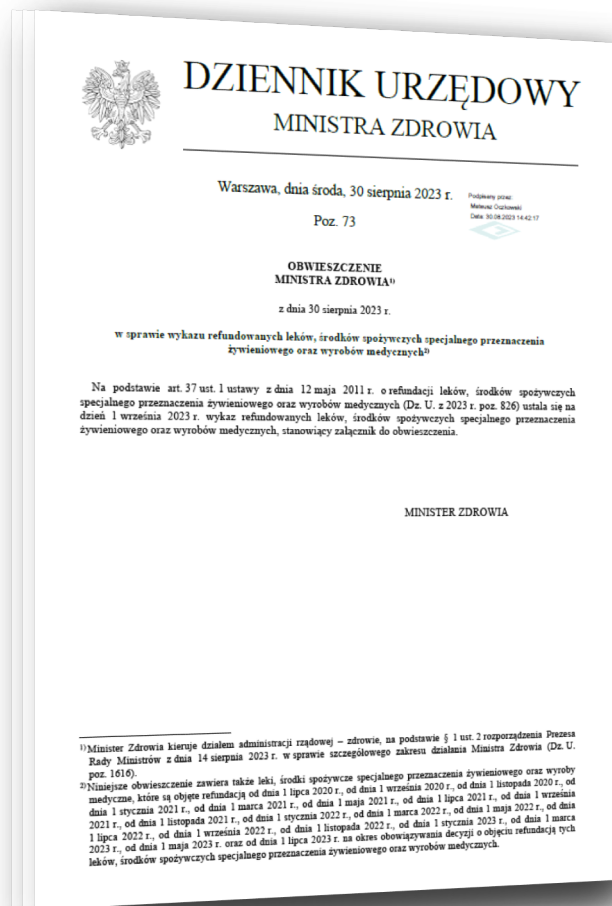 DZIENNIK URZĘDOWY
MINISTRA ZDROWIA
Warszawa, dnia środa, 30 sierpnia 2023 r.
Poz. 73
Podpisany przez:
Mateusz Oczkowski
Data: 30.08.2023 14:42:17
OBWIESZCZENIE
MINISTRA ZDROWIA¹⁾
z dnia 30 sierpnia 2023 r.
w sprawie wykazu refundowanych leków, środków spożywczych specjalnego przeznaczenia
żywieniowego oraz wyrobów medycznych²⁾
Na podstawie art. 37 ust. 1 ustawy z dnia 12 maja 2011 r. o refundacji leków, środków spożywczych
specjalnego przeznaczenia żywieniowego oraz wyrobów medycznych (Dz. U. z 2023 r. poz. 826) ustala się na
dzień 1 września 2023 r. wykaz refundowanych leków, środków spożywczych specjalnego przeznaczenia
żywieniowego oraz wyrobów medycznych, stanowiący załącznik do obwieszczenia.
MINISTER ZDROWIA
¹⁾Minister Zdrowia kieruje działem administracji rządowej – zdrowie, na podstawie § 1 ust. 2 rozporządzenia Prezesa
Rady Ministrów z dnia 14 sierpnia 2023 r. w sprawie szczegółowego zakresu działania Ministra Zdrowia (Dz. U.
poz. 1616).
²⁾Niniejsze obwieszczenie zawiera także leki, środki spożywcze specjalnego przeznaczenia żywieniowego oraz wyroby
medyczne, które są objęte refundacją od dnia 1 lipca 2020 r., od dnia 1 września 2020 r., od dnia 1 listopada 2020 r., od
dnia 1 stycznia 2021 r., od dnia 1 marca 2021 r., od dnia 1 maja 2021 r., od dnia 1 lipca 2021 r., od dnia 1 września
2021 r., od dnia 1 listopada 2021 r., od dnia 1 stycznia 2022 r., od dnia 1 marca 2022 r., od dnia 1 maja 2022 r., od dnia
1 lipca 2022 r., od dnia 1 września 2022 r., od dnia 1 listopada 2022 r., od dnia 1 stycznia 2023 r., od dnia 1 marca
2023 r., od dnia 1 maja 2023 r. oraz od dnia 1 lipca 2023 r. na okres obowiązywania decyzji o objęciu refundacją tych
leków, środków spożywczych specjalnego przeznaczenia żywieniowego oraz wyrobów medycznych.